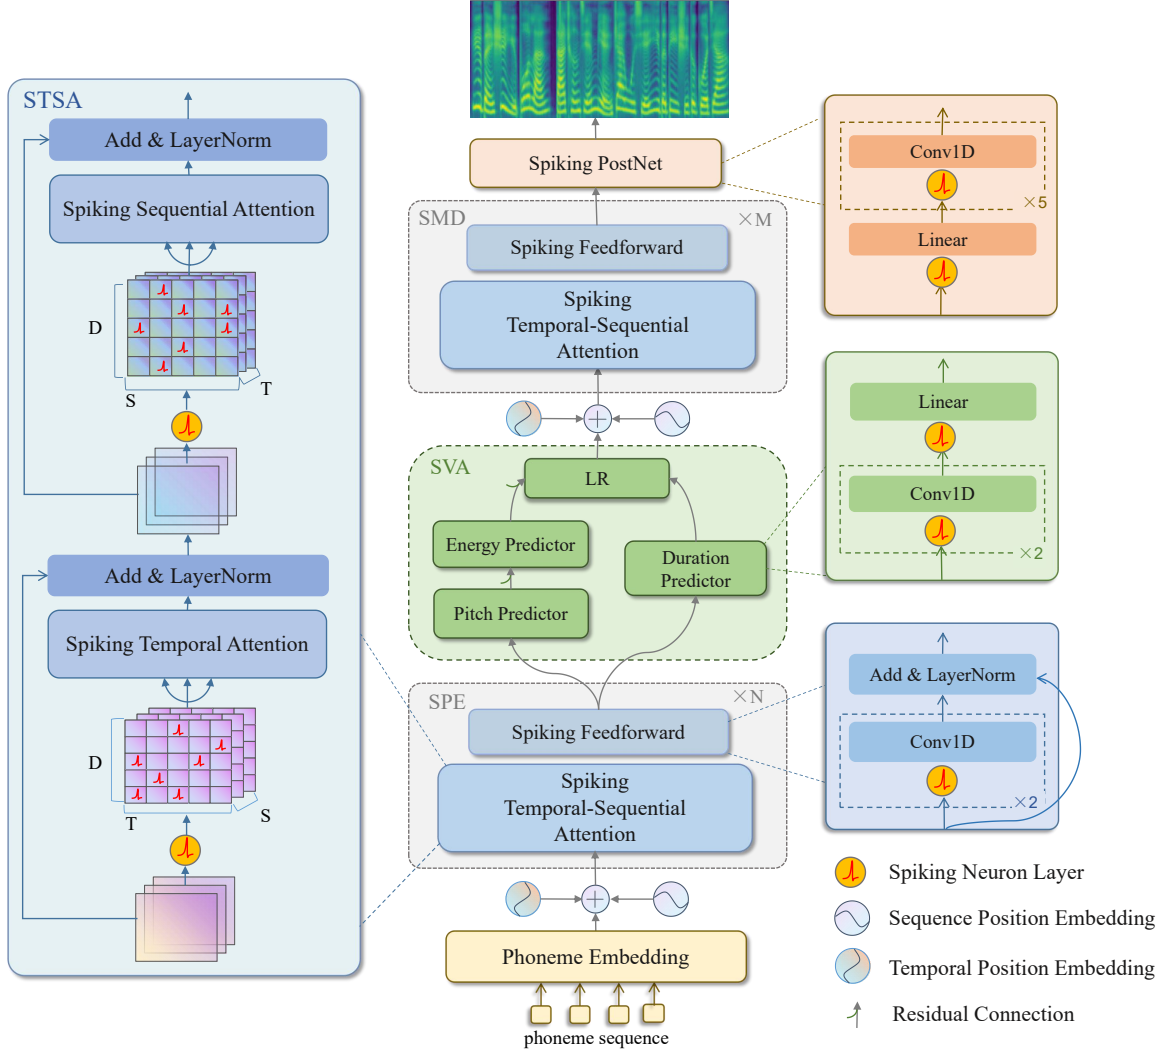 STSA
Add & LayerNorm
Spiking Sequential Attention
D
S
T
Add & LayerNorm
Spiking Temporal Attention
D
T
S
Spiking PostNet
SMD
×M
Spiking Feedforward
Spiking
Temporal-Sequential
Attention
SVA
LR
Energy Predictor
Pitch Predictor
Duration
Predictor
SPE
×N
Spiking Feedforward
Spiking
Temporal-Sequential
Attention
Phoneme Embedding
phoneme sequence
Conv1D
×5
Linear
Linear
Conv1D
×2
Add & LayerNorm
Conv1D
×2
Spiking Neuron Layer
Sequence Position Embedding
Temporal Position Embedding
Residual Connection